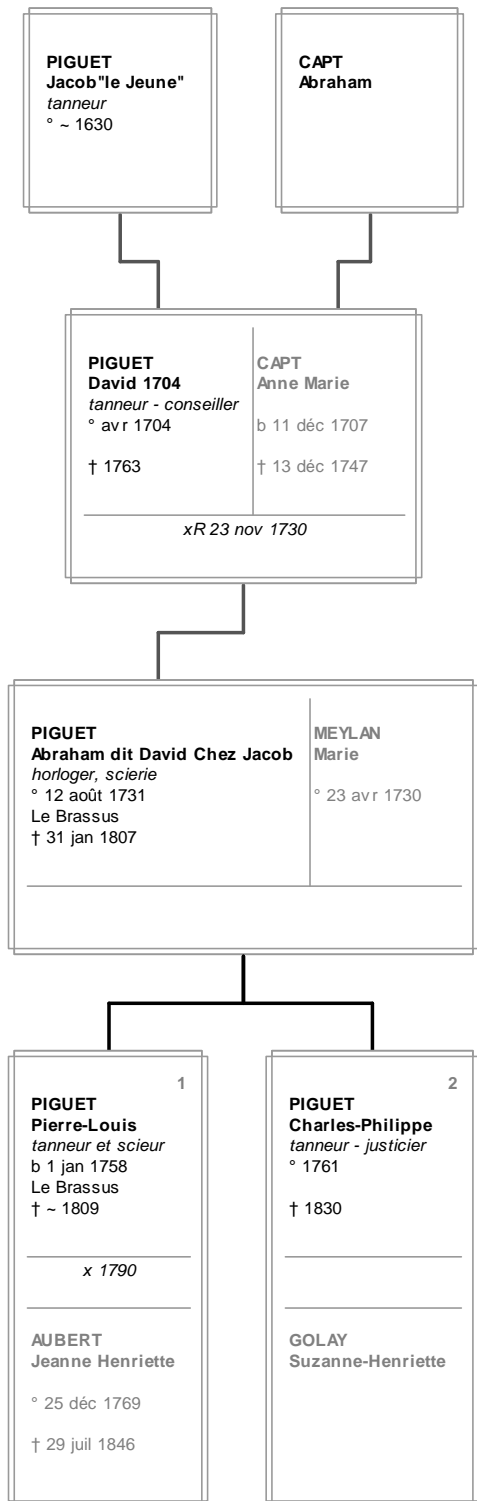 PIGUET
Jacob"le Jeune"
tanneur
° ~ 1630
CAPT
Abraham
PIGUET
David 1704
tanneur - conseiller
° avr 1704
† 1763
CAPT
Anne Marie
b 11 déc 1707
† 13 déc 1747
xR 23 nov 1730
PIGUET
Abraham dit David Chez Jacob
horloger, scierie
° 12 août 1731
Le Brassus
† 31 jan 1807
MEYLAN
Marie
° 23 avr 1730
1
PIGUET
Pierre-Louis
tanneur et scieur
b 1 jan 1758
Le Brassus
† ~ 1809
x 1790
AUBERT
Jeanne Henriette
° 25 déc 1769
† 29 juil 1846
2
PIGUET
Charles-Philippe
tanneur - justicier
° 1761
† 1830
GOLAY
Suzanne-Henriette